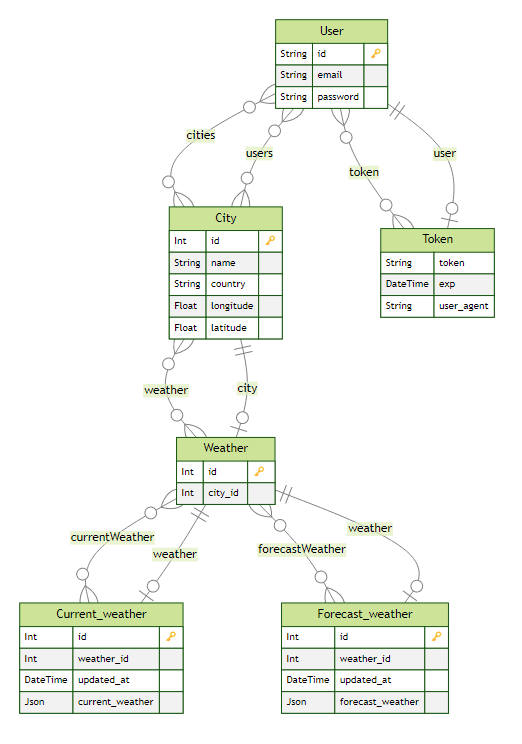 User
String id
String email
String password
cities
users
token
user
City
Int id
String name
String country
Float longitude
Float latitude
Token
String token
DateTime exp
String user_agent
weather
city
Weather
Int id
Int city_id
currentWeather
weather
forecastWeather
weather
Current_weather
Int id
Int weather_id
DateTime updated_at
Json current_weather
Forecast_weather
Int id
Int weather_id
DateTime updated_at
Json forecast_weather